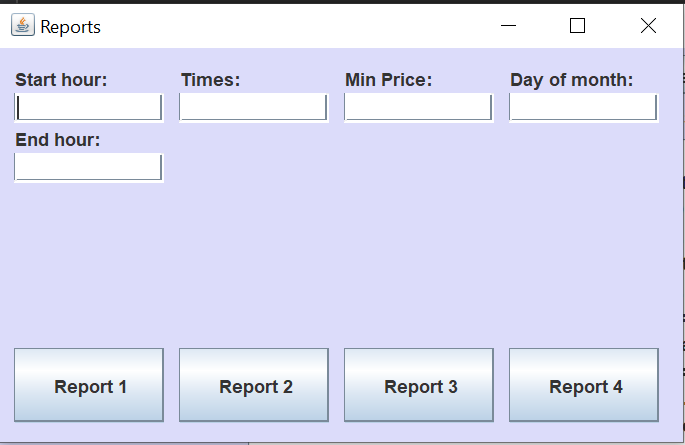 Reports
Start hour: Times: Min Price: Day of month:
End hour:
Report 1 Report 2 Report 3 Report 4